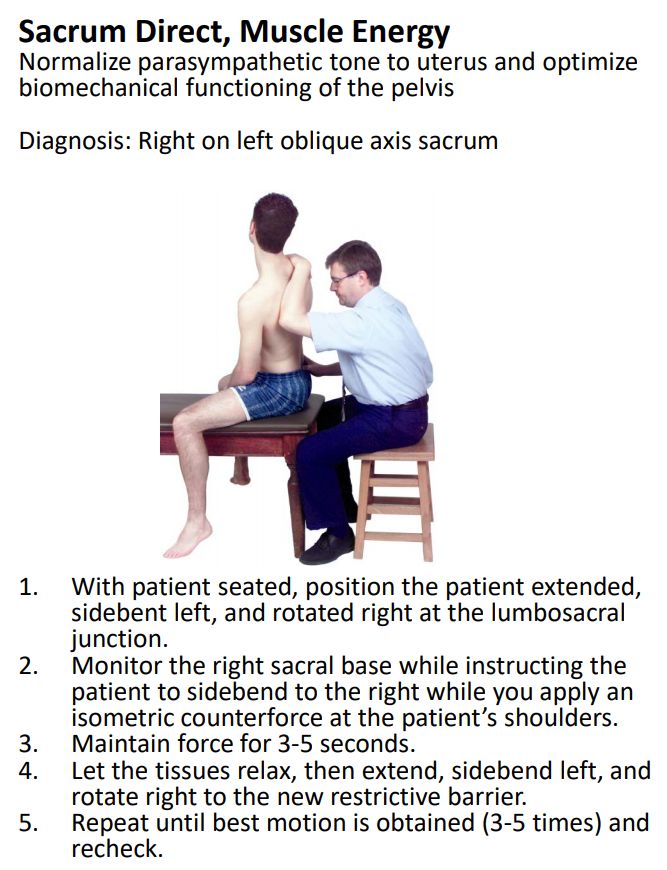 Sacrum Direct, Muscle Energy
Normalize parasympathetic tone to uterus and optimize
biomechanical functioning of the pelvis
Diagnosis: Right on left oblique axis sacrum
1. With patient seated, position the patient extended,
sidebent left, and rotated right at the lumbosacral
junction.
2. Monitor the right sacral base while instructing the
patient to sidebend to the right while you apply an
isometric counterforce at the patient’s shoulders.
3. Maintain force for 3-5 seconds.
4. Let the tissues relax, then extend, sidebend left, and
rotate right to the new restrictive barrier.
5. Repeat until best motion is obtained (3-5 times) and
recheck.